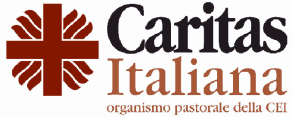 Caritas
Italiana
organismo pastorale della CEI